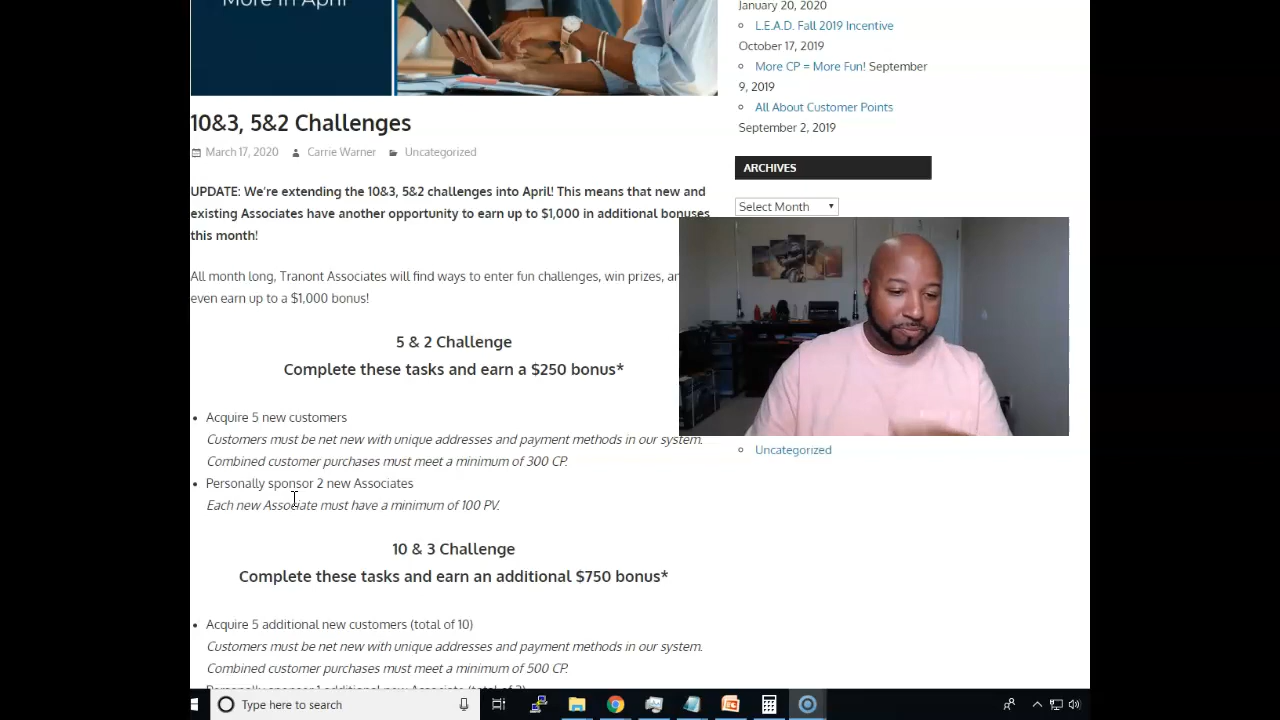 More in April
10&3, 5&2 Challenges
March 17, 2020 Carrie Warner Uncategorized
UPDATE: We're extending the 10&3, 5&2 challenges into April! This means that new and
existing Associates have another opportunity to earn up to $1,000 in additional bonuses
this month!
All month long, Tranont Associates will find ways to enter fun challenges, win prizes,
even earn up to a $1,000 bonus!
5 & 2 Challenge
Complete these tasks and earn a $250 bonus*
Acquire 5 new customers
Customers must be net new with unique addresses and payment methods in our system.
Combined customer purchases must meet a minimum of 300 CP.
Personally sponsor 2 new Associates
Each new Associate must have a minimum of 100 PV.
10 & 3 Challenge
Complete these tasks and earn an additional $750 bonus*
Acquire 5 additional new customers (total of 10)
Customers must be net new with unique addresses and payment methods in our system.
Combined customer purchases must meet a minimum of 500 CP.
Personally sponsor 1 additional new Associate (total of 3)
January 20, 2020
L.E.A.D. Fall 2019 Incentive
October 17, 2019
More CP = More Fun! September
9, 2019
All About Customer Points
September 2, 2019
ARCHIVES
Select Month
Uncategorized
Type here to search